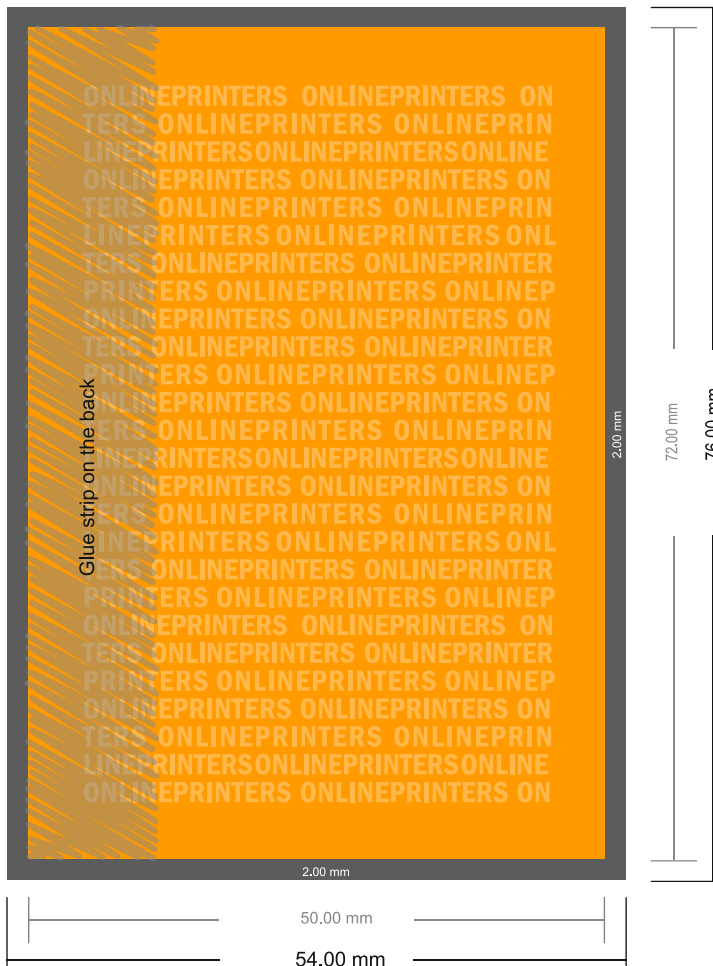 ONLINEPRINTERS ONLINEPRINTERS ON
TERS ONLINEPRINTERS ONLINEPRIN
LINEPRINTERSONLINEPRINTERSONLINE
ONLINEPRINTERS ONLINEPRINTERS ON
TERS ONLINEPRINTERS ONLINEPRIN
LINEPRINTERS ONLINEPRINTERS ONL
TERS ONLINEPRINTERS ONLINEPRINTER
PRINTERS ONLINEPRINTERS ONLINEP
ONLINEPRINTERS ONLINEPRINTERS ON
TERS ONLINEPRINTERS ONLINEPRINTER
PRINTERS ONLINEPRINTERS ONLINEP
ONLINEPRINTERS ONLINEPRINTERS ON
TERS ONLINEPRINTERS ONLINEPRIN
LINEPRINTERSONLINEPRINTERSONLINE
ONLINEPRINTERS ONLINEPRINTERS ON
TERS ONLINEPRINTERS ONLINEPRIN
LINEPRINTERS ONLINEPRINTERS ONL
TERS ONLINEPRINTERS ONLINEPRINTER
PRINTERS ONLINEPRINTERS ONLINEP
ONLINEPRINTERS ONLINEPRINTERS ON
TERS ONLINEPRINTERS ONLINEPRINTER
PRINTERS ONLINEPRINTERS ONLINEP
ONLINEPRINTERS ONLINEPRINTERS ON
TERS ONLINEPRINTERS ONLINEPRIN
LINEPRINTERSONLINEPRINTERSONLINE
ONLINEPRINTERS ONLINEPRINTERS ON
Glue strip on the back
2.00 mm
72.00 mm
76.00 mm
2.00 mm
50.00 mm
54.00 mm